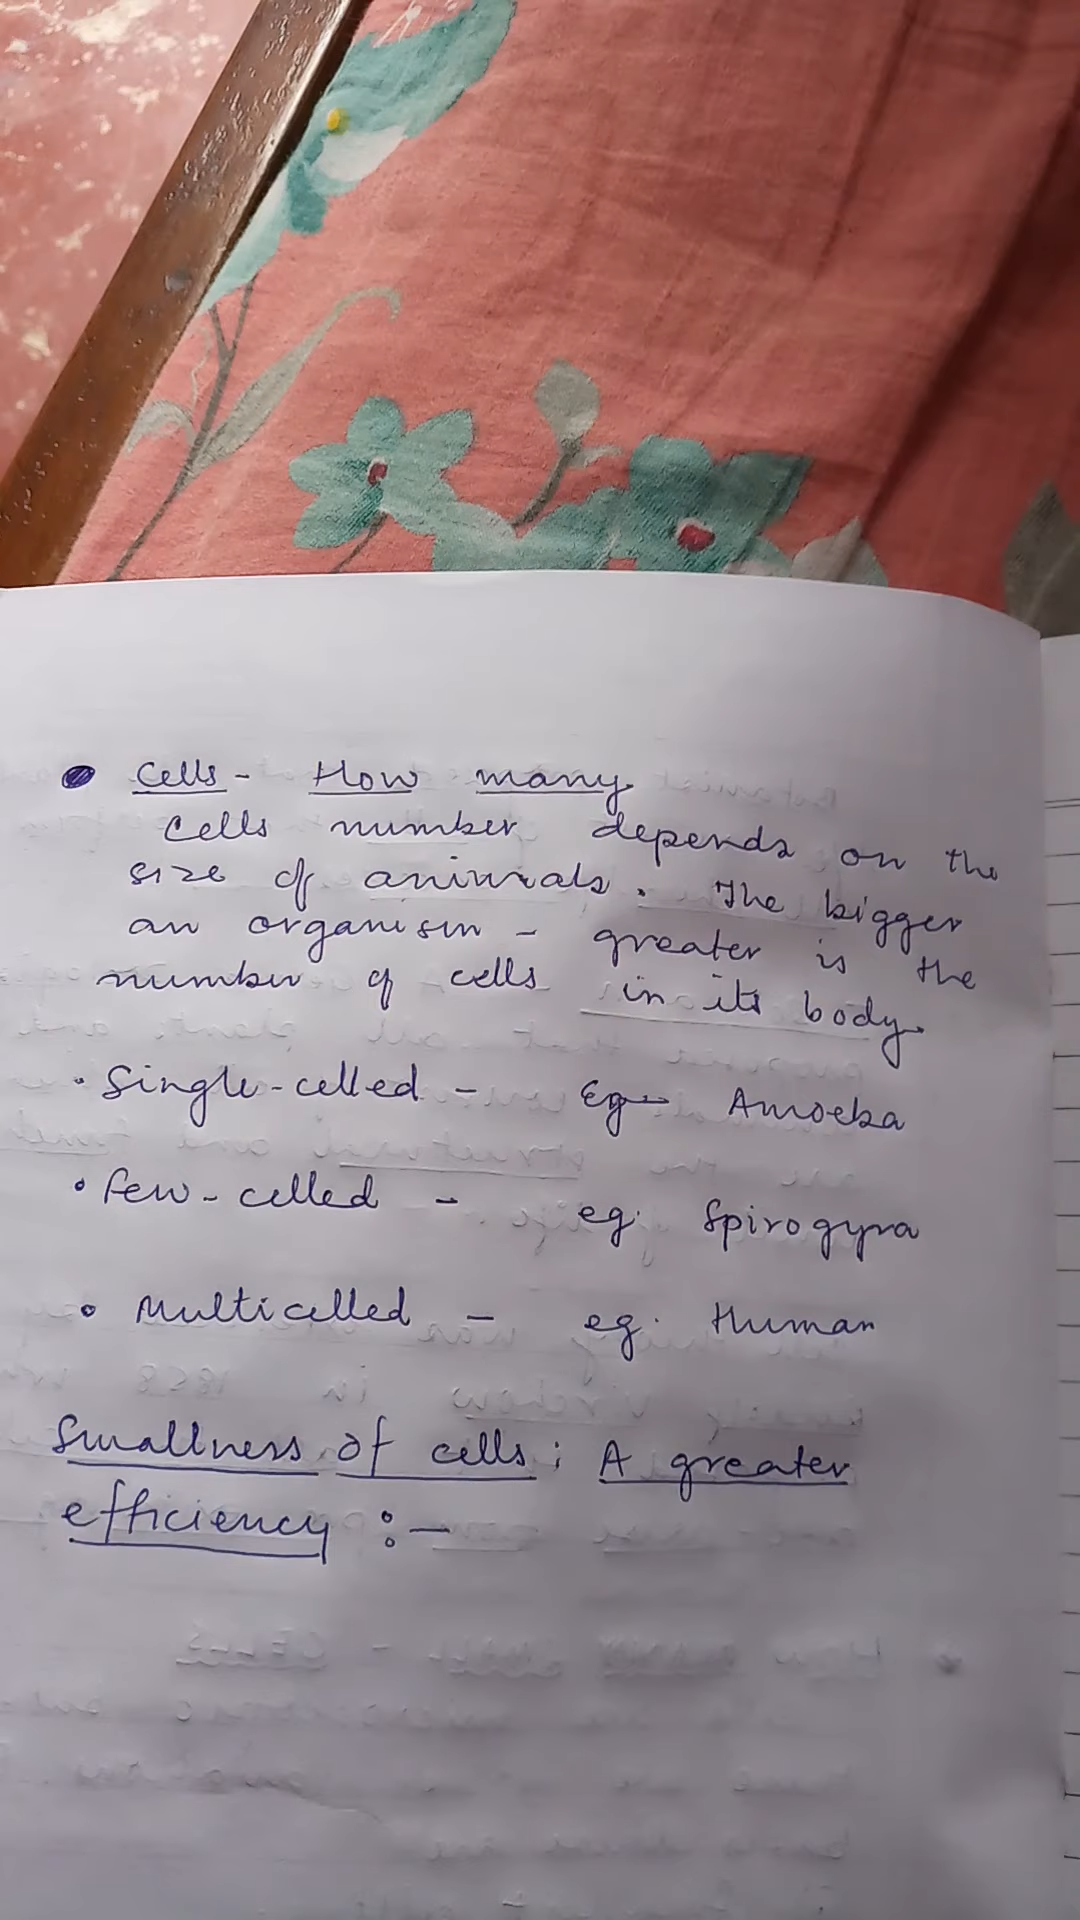 Cells - How many
Cells number depends on the
size of animals. The bigger
an organism - greater is the
number of cells in its body.
• Single-celled - Eg- Amoeba
• Few-celled - eg. Spirogyra
• Multicelled - eg. Human
Smallness of cells; A greater
efficiency :-